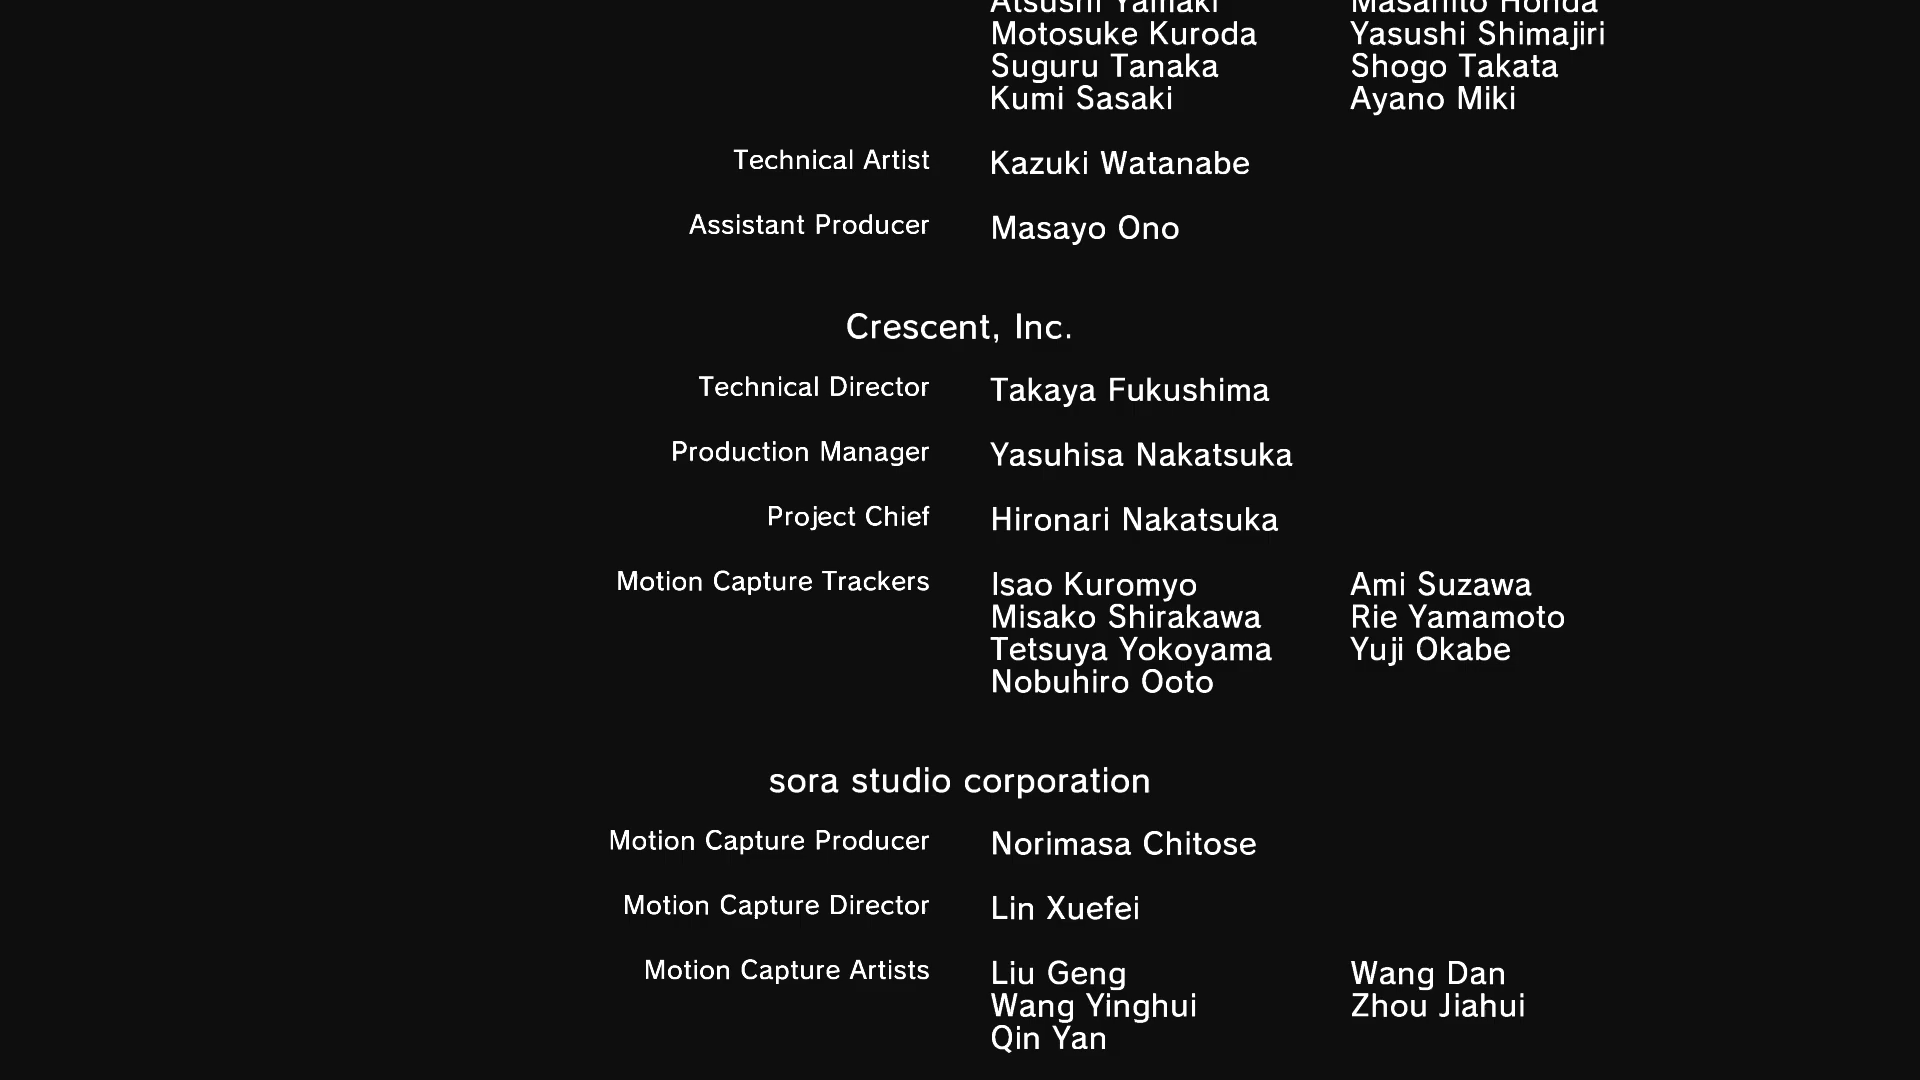 Atsushi Yamaki Masahito Honda
Motosuke Kuroda Yasushi Shimajiri
Suguru Tanaka Shogo Takata
Kumi Sasaki Ayano Miki
Technical Artist Kazuki Watanabe
Assistant Producer Masayo Ono
Crescent, Inc.
Technical Director Takaya Fukushima
Production Manager Yasuhisa Nakatsuka
Project Chief Hironari Nakatsuka
Motion Capture Trackers Isao Kuromyo Ami Suzawa
Misako Shirakawa Rie Yamamoto
Tetsuya Yokoyama Yuji Okabe
Nobuhiro Ooto
sora studio corporation
Motion Capture Producer Norimasa Chitose
Motion Capture Director Lin Xuefei
Motion Capture Artists Liu Geng Wang Dan
Wang Yinghui Zhou Jiahui
Qin Yan